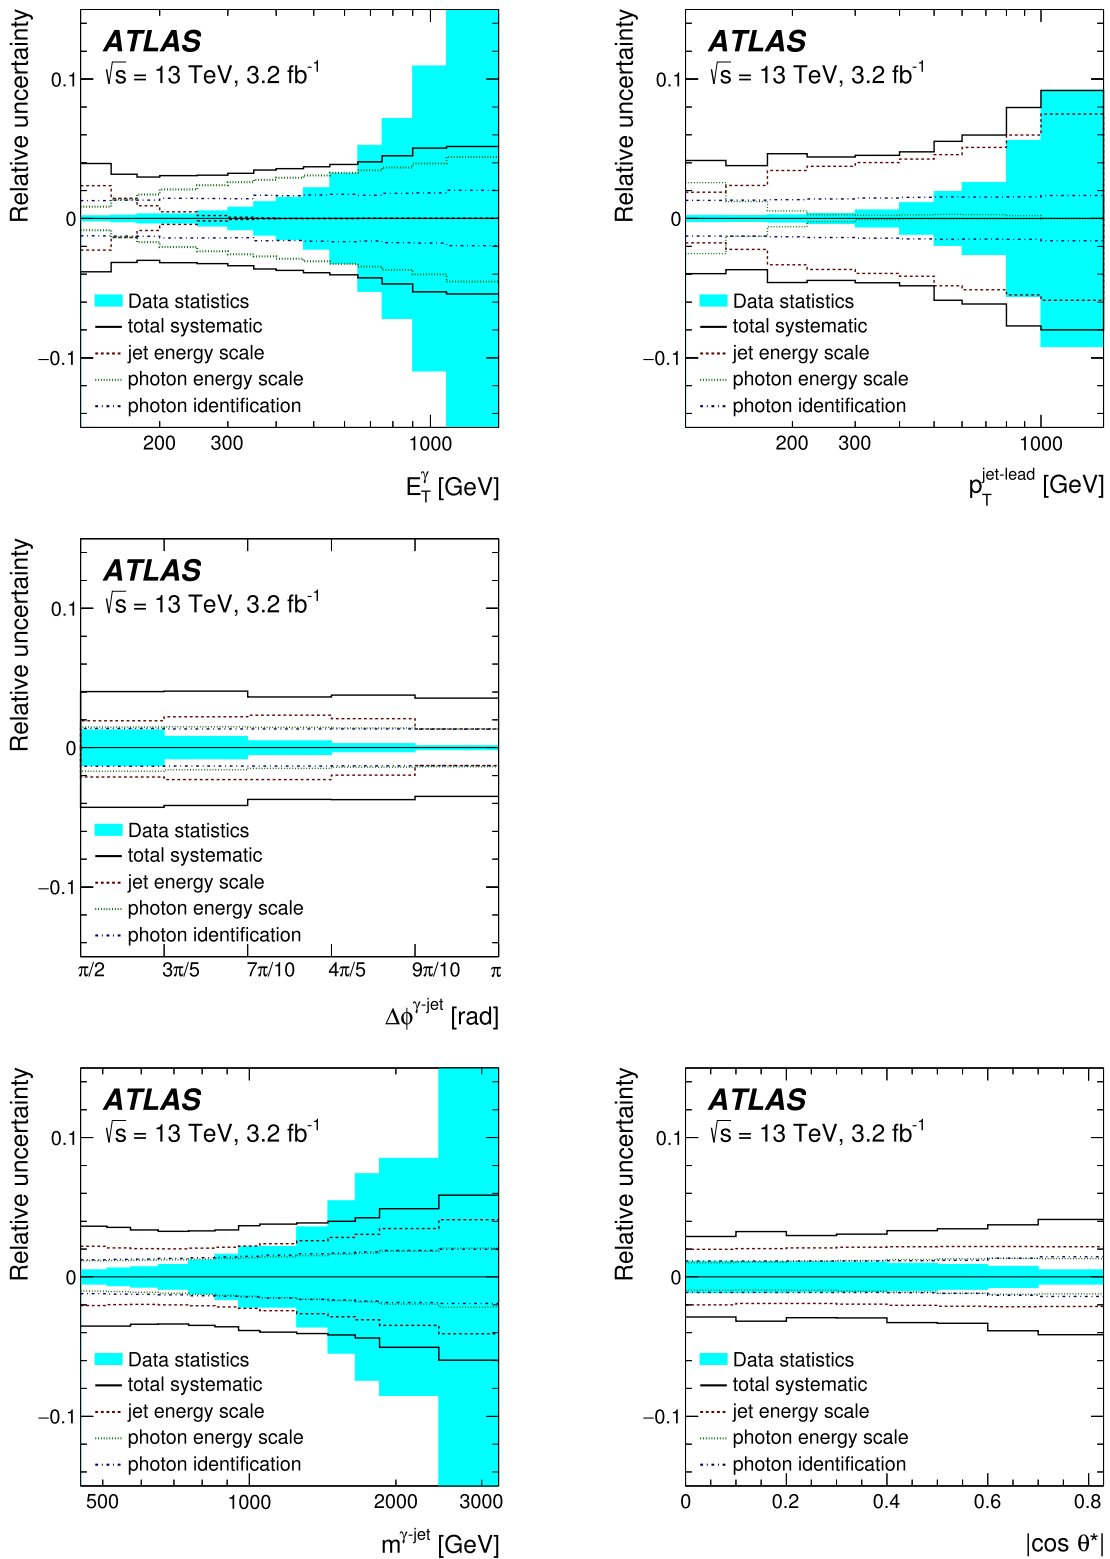 Relative uncertainty
ATLAS
√s = 13 TeV, 3.2 fb⁻¹
0.1
0
−0.1
Data statistics
total systematic
jet energy scale
photon energy scale
photon identification
200 300 1000
E_T^γ [GeV]
Relative uncertainty
ATLAS
√s = 13 TeV, 3.2 fb⁻¹
0.1
0
−0.1
Data statistics
total systematic
jet energy scale
photon energy scale
photon identification
200 300 1000
p_T^jet-lead [GeV]
Relative uncertainty
ATLAS
√s = 13 TeV, 3.2 fb⁻¹
0.1
0
−0.1
Data statistics
total systematic
jet energy scale
photon energy scale
photon identification
π/2 3π/5 7π/10 4π/5 9π/10 π
Δϕ^γ-jet [rad]
Relative uncertainty
ATLAS
√s = 13 TeV, 3.2 fb⁻¹
0.1
0
−0.1
Data statistics
total systematic
jet energy scale
photon energy scale
photon identification
500 1000 2000 3000
m^γ-jet [GeV]
Relative uncertainty
ATLAS
√s = 13 TeV, 3.2 fb⁻¹
0.1
0
−0.1
Data statistics
total systematic
jet energy scale
photon energy scale
photon identification
0 0.2 0.4 0.6 0.8
|cos θ*|